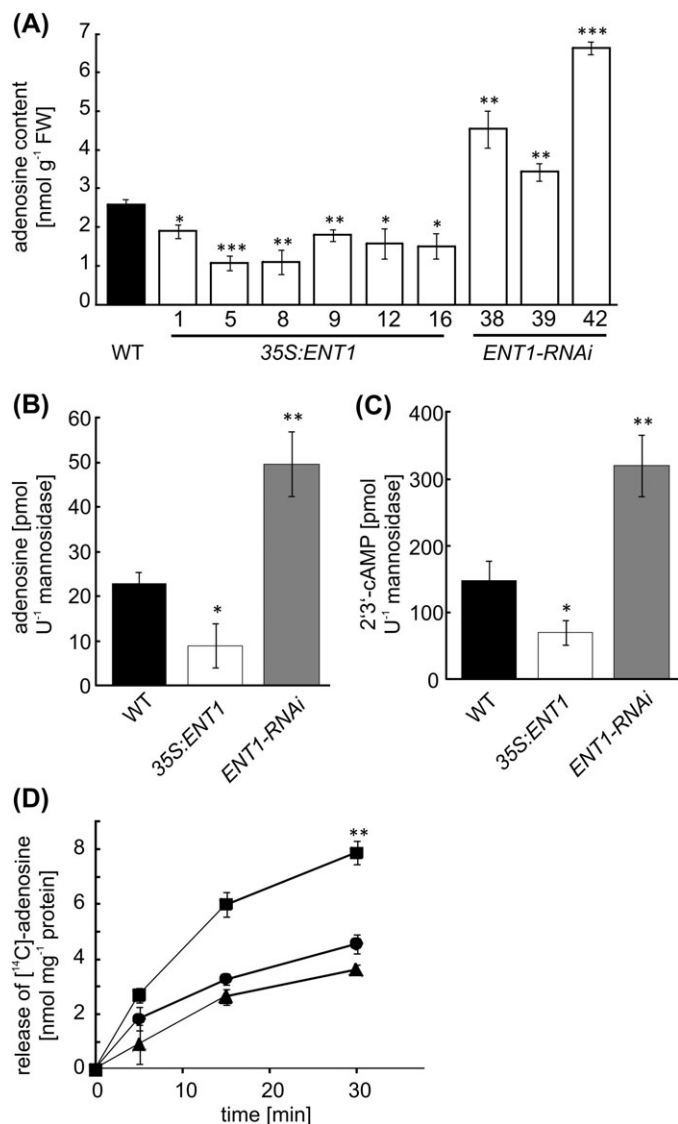 (A)
adenosine content
[nmol g⁻¹ FW]
7
6
5
4
3
2
1
0
* *** ** ** * * ** ** ***
1 5 8 9 12 16 38 39 42
WT 35S:ENT1 ENT1-RNAi
(B)
adenosine [pmol
U⁻¹ mannosidase]
60
50
40
30
20
10
0
* **
WT 35S:ENT1 ENT1-RNAi
(C)
2'3'-cAMP [pmol
U⁻¹ mannosidase]
400
300
200
100
0
* **
WT 35S:ENT1 ENT1-RNAi
(D)
release of [¹⁴C]-adenosine
[nmol mg⁻¹ protein]
8
6
4
2
0
**
0 10 20 30
time [min]